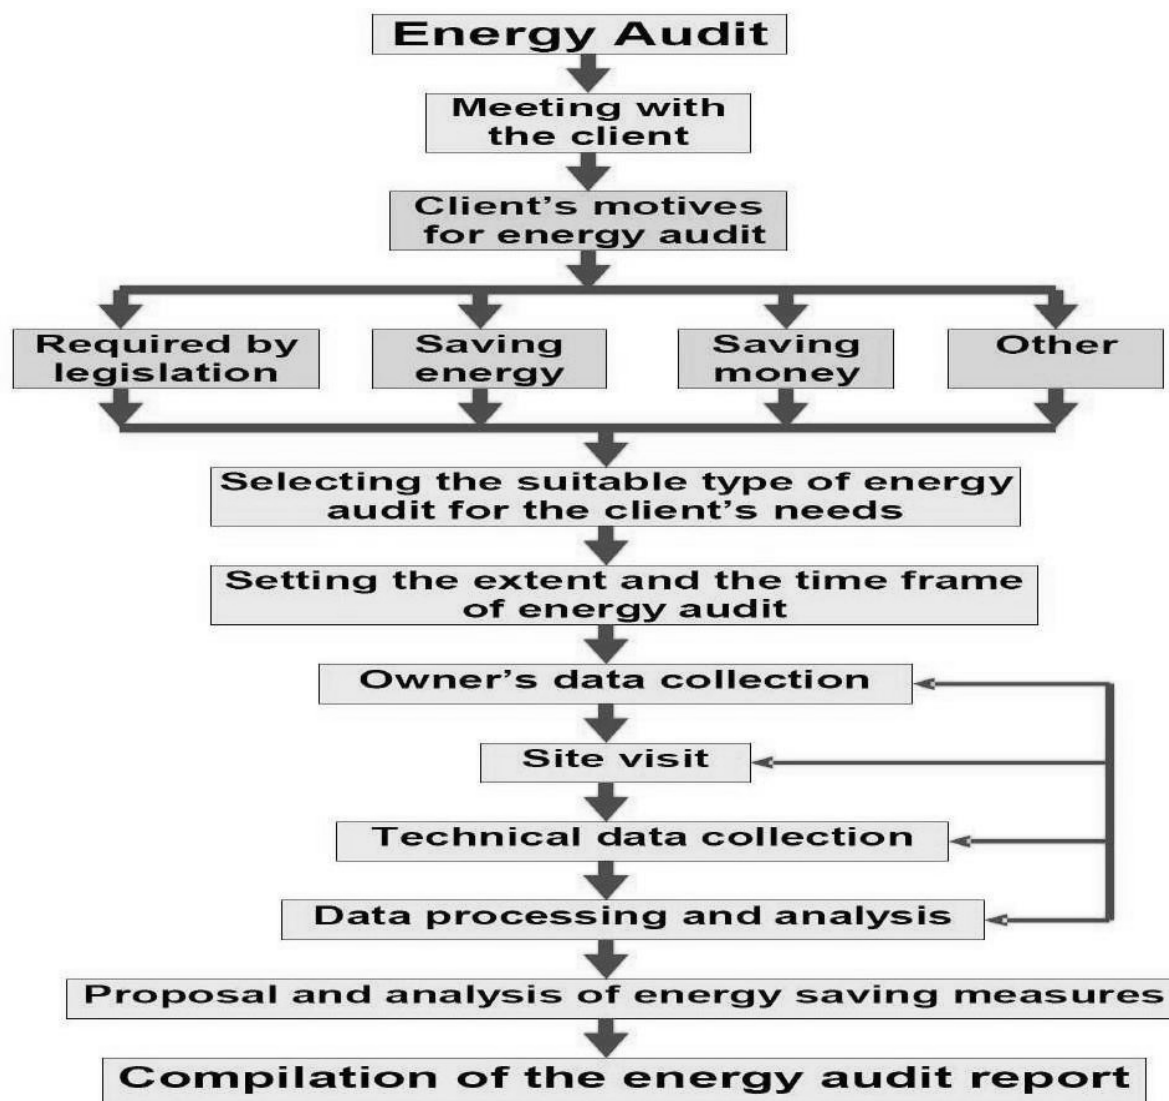 Energy Audit
Meeting with
the client
Client's motives
for energy audit
Required by
legislation
Saving
energy
Saving
money
Other
Selecting the suitable type of energy
audit for the client's needs
Setting the extent and the time frame
of energy audit
Owner's data collection
Site visit
Technical data collection
Data processing and analysis
Proposal and analysis of energy saving measures
Compilation of the energy audit report